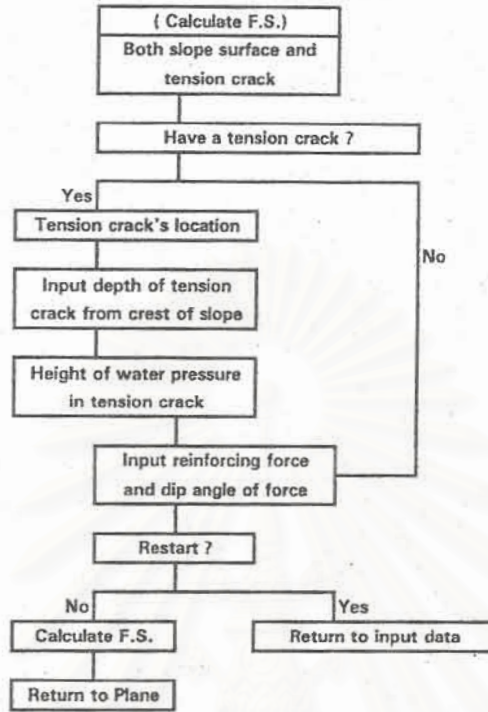 ( Calculate F.S.)
Both slope surface and
tension crack
Have a tension crack ?
Yes
No
Tension crack's location
Input depth of tension
crack from crest of slope
Height of water pressure
in tension crack
Input reinforcing force
and dip angle of force
Restart ?
No
Yes
Calculate F.S.
Return to input data
Return to Plane